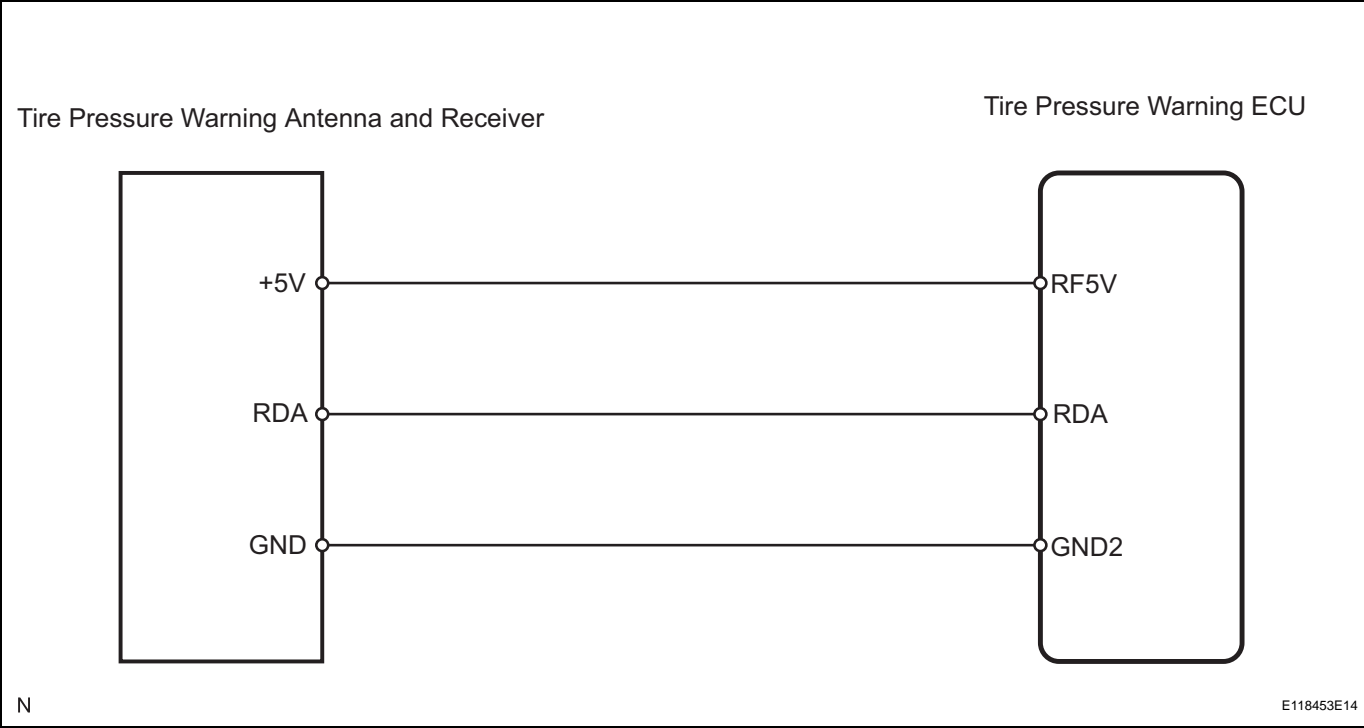 Tire Pressure Warning Antenna and Receiver
Tire Pressure Warning ECU
+5V
RF5V
RDA
RDA
GND
GND2
N
E118453E14